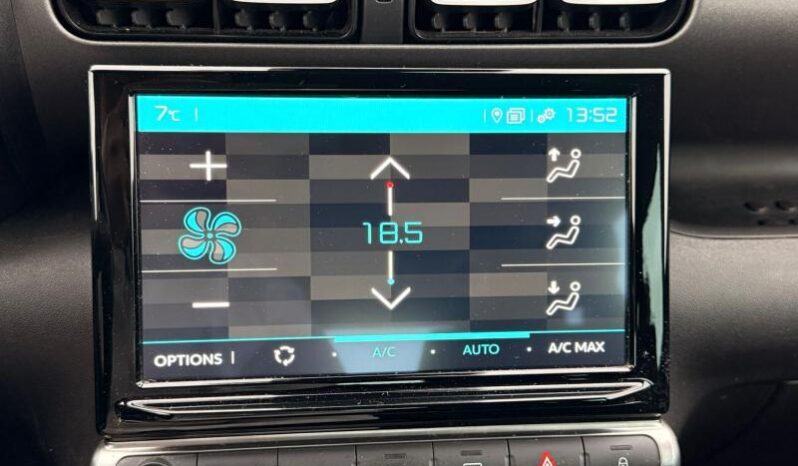 7°C 13:52
18.5
OPTIONS A/C AUTO A/C MAX